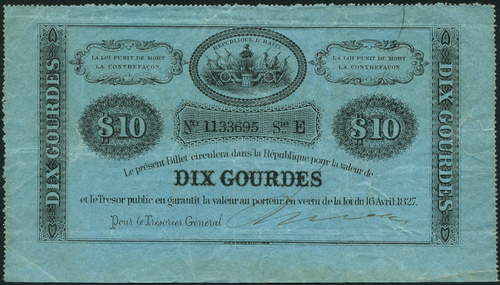 REPUBLIQUE D'HAYTI
LA LOI PUNIT DE MORT
LA CONTREFAÇON
LA LOI PUNIT DE MORT
LA CONTREFAÇON
DIX GOURDES
$10
No 1133695 Sie E
$10
DIX GOURDES
Le présent Billet circulera dans la République pour la valeur de
DIX GOURDES
et le Tresor public en garantit la valeur au porteur, en vertu de la loi du 16 Avril 1827.
Pour le Trésorier Général